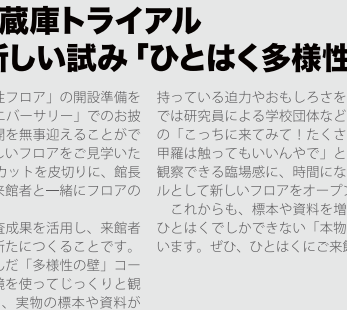 蔵庫トライアル
新しい試み「ひとはく多様性
性フロア」の開設準備を
ニバーサリー」でのお披
開を無事迎えることがで
しいフロアをご見学いた
カットを皮切りに、館長
来館者と一緒にフロアの
査成果を活用し、来館者
新たにつくることです。
んだ「多様性の壁」コー
鏡を使ってじっくりと観
、実物の標本や資料が
持っている迫力やおもしろさを
では研究員による学校団体など
の「こっちに来てみて！たくさ
甲羅は触ってもいいんやで」と
観察できる臨場感に、時間にな
ルとして新しいフロアをオープ
これからも、標本や資料を増
ひとはくでしかできない「本物
います。ぜひ、ひとはくにご来館